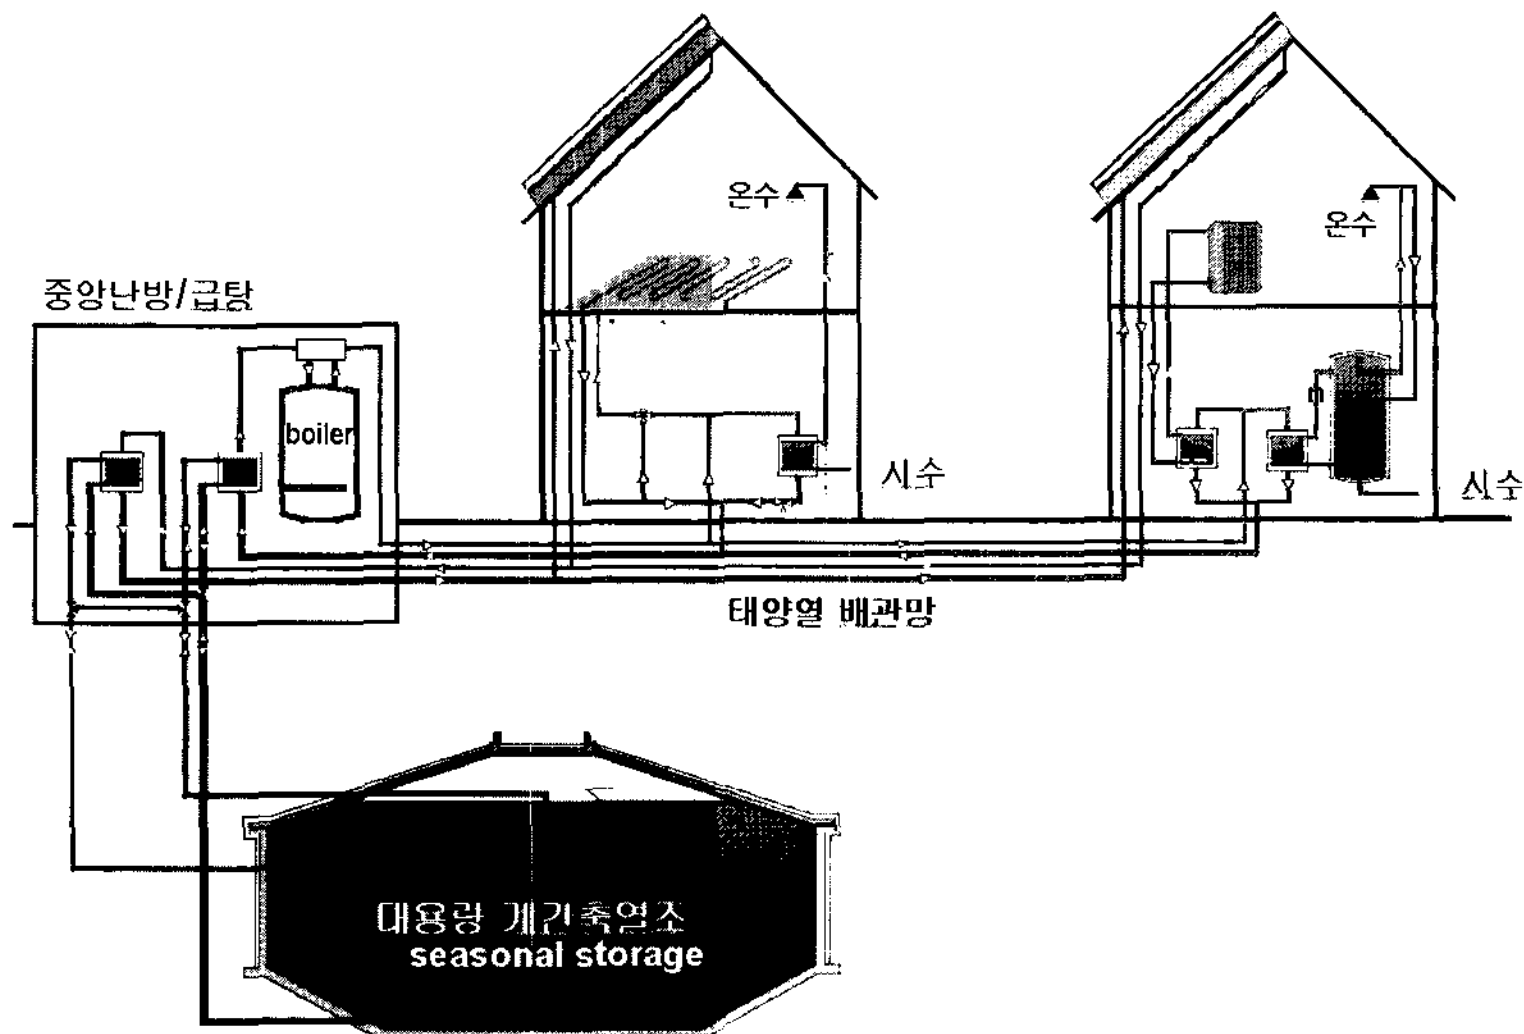 온수
온수
중앙난방/급탕
boiler
시수
시수
태양열 배관망
대용량 계간축열조
seasonal storage